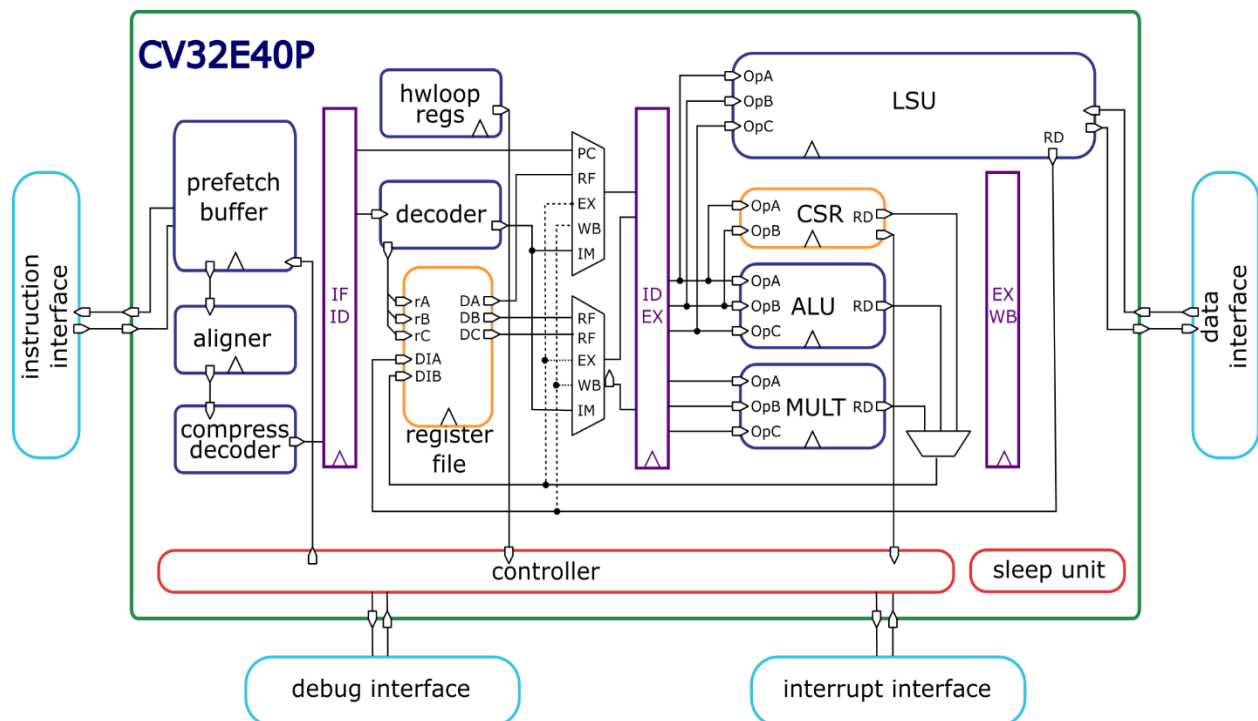 CV32E40P
instruction
interface
prefetch
buffer
aligner
compress
decoder
IF
ID
hwloop
regs
decoder
rA
rB
rC
DIA
DIB
DA
DB
DC
register
file
PC
RF
EX
WB
IM
RF
RF
EX
WB
IM
ID
EX
OpA
OpB
OpC
LSU
RD
OpA
OpB
CSR
RD
OpA
OpB
OpC
ALU
RD
OpA
OpB
OpC
MULT
RD
EX
WB
data
interface
controller
sleep unit
debug interface
interrupt interface